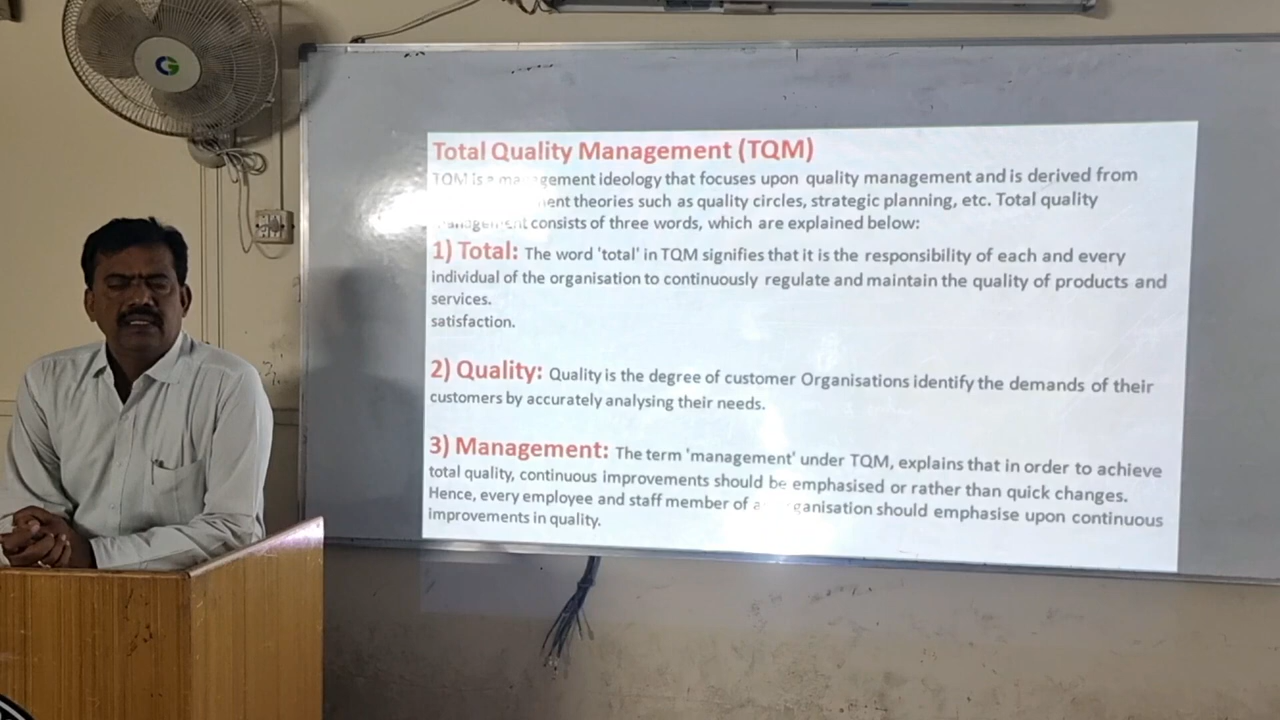 Total Quality Management (TQM)
TQM is a management ideology that focuses upon quality management and is derived from
theories such as quality circles, strategic planning, etc. Total quality
management consists of three words, which are explained below:
1) Total: The word 'total' in TQM signifies that it is the responsibility of each and every
individual of the organisation to continuously regulate and maintain the quality of products and
services.
satisfaction.
2) Quality: Quality is the degree of customer Organisations identify the demands of their
customers by accurately analysing their needs.
3) Management: The term 'management' under TQM, explains that in order to achieve
total quality, continuous improvements should be emphasised or rather than quick changes.
Hence, every employee and staff member of organisation should emphasise upon continuous
improvements in quality.